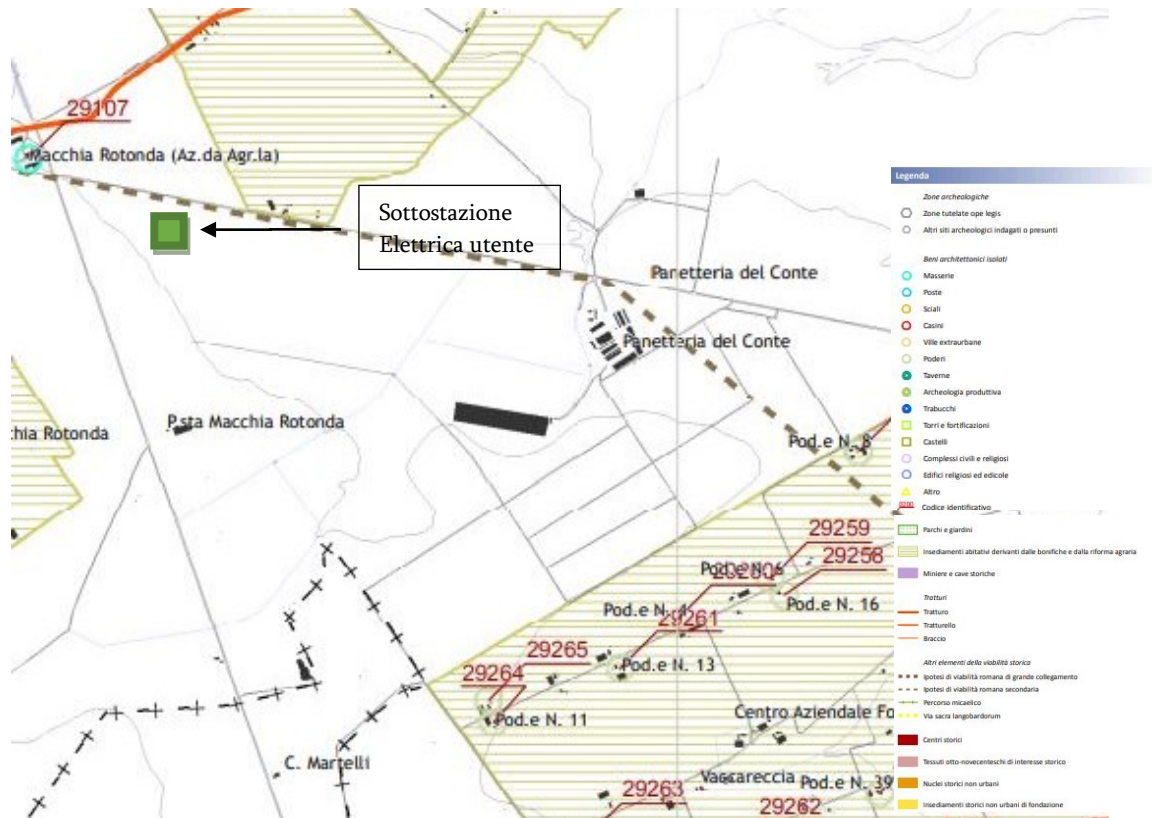 29107
Macchia Rotonda (Az.da Agr.la)
Sottostazione
Elettrica utente
Panetteria del Conte
Panetteria del Conte
P.sta Macchia Rotonda
hia Rotonda
Pod.e N. 8
29259
29258
Pod.e N. 16
Pod.e N. 4
29261
29265
Pod.e N. 13
29264
Pod.e N. 11
Centro Aziendale Fo
C. Martelli
Vaccareccia
Pod.e N. 39
29263
29262
Legenda
Zone archeologiche
Zone tutelate ope legis
Altri siti archeologici indagati o presunti
Beni architettonici isolati
Masserie
Poste
Sciali
Casini
Ville extraurbane
Poderi
Taverne
Archeologia produttiva
Trabucchi
Torri e fortificazioni
Castelli
Complessi civili e religiosi
Edifici religiosi ed edicole
Altro
Codice identificativo
Parchi e giardini
Insediamenti abitativi derivanti dalle bonifiche e dalla riforma agraria
Miniere e cave storiche
Tratturi
Tratturo
Tratturello
Braccio
Altri elementi della viabilità storica
Ipotesi di viabilità romana di grande collegamento
Ipotesi di viabilità romana secondaria
Percorso micaelico
Via sacra langobardorum
Centri storici
Tessuti otto-novecenteschi di interesse storico
Nuclei storici non urbani
Insediamenti storici non urbani di fondazione